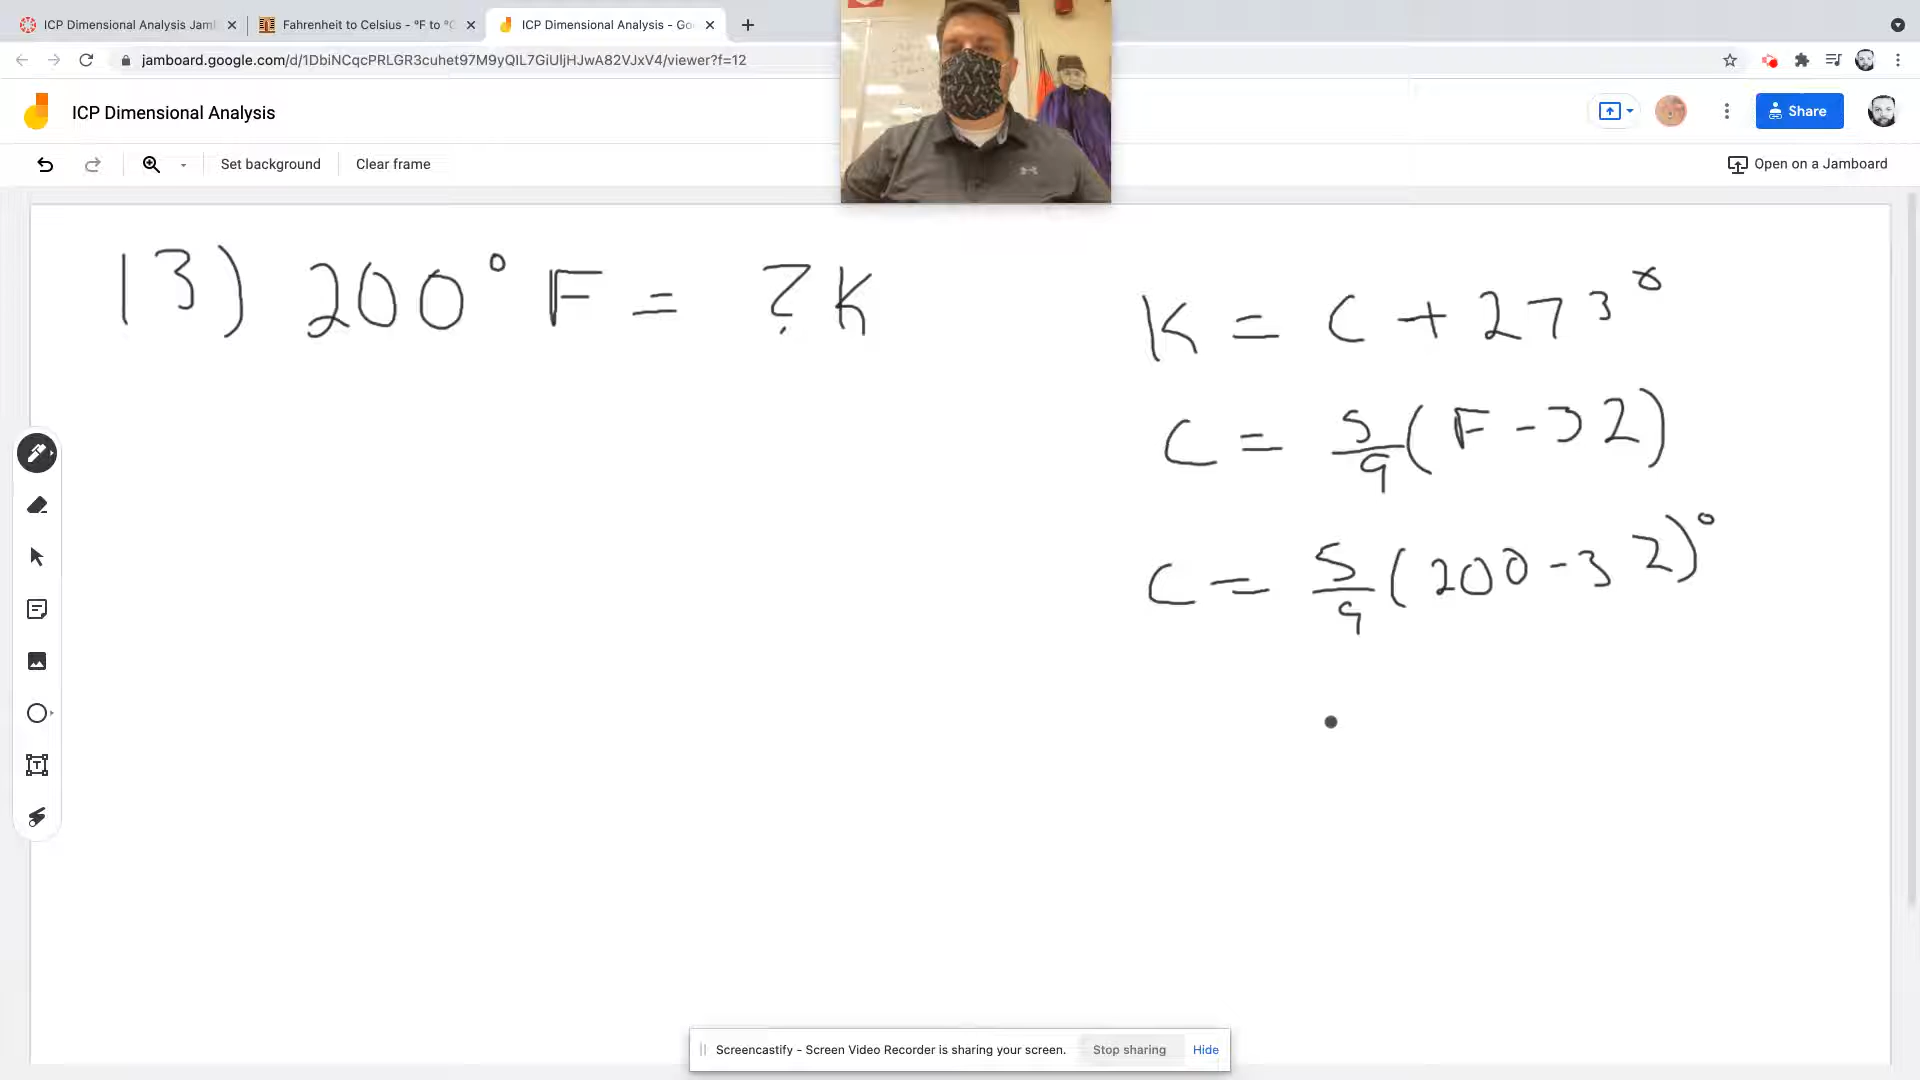 ICP Dimensional Analysis Jaml
Fahrenheit to Celsius - °F to °C
ICP Dimensional Analysis - Go
jamboard.google.com/d/1DbiNCqcPRLGR3cuhet97M9yQIL7GiUIjHJwA82VJxV4/viewer?f=12
ICP Dimensional Analysis
Share
Set background
Clear frame
Open on a Jamboard
13) 200° F = ? K
K = C + 273°
C = 5/9 (F - 32)
C = 5/9 (200 - 32)°
Screencastify - Screen Video Recorder is sharing your screen.
Stop sharing
Hide